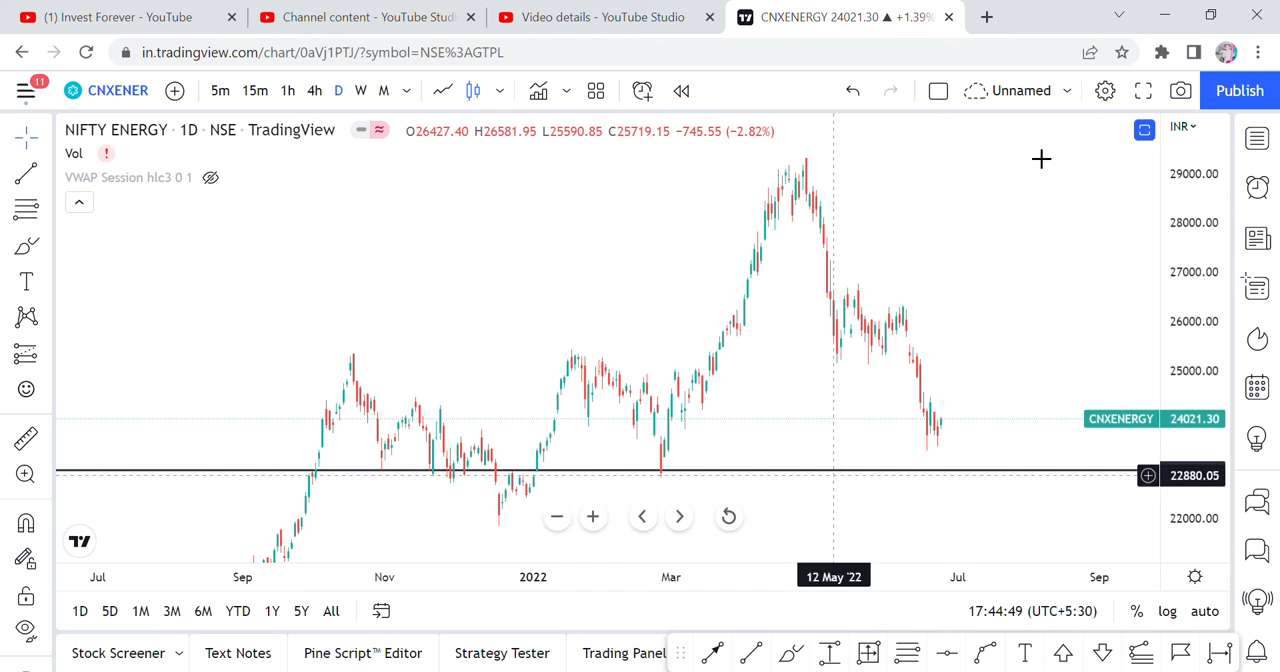 (1) Invest Forever - YouTube
Channel content - YouTube Studi
Video details - YouTube Studio
CNXENERGY 24021.30 ▲ +1.39%
in.tradingview.com/chart/0aVj1PTJ/?symbol=NSE%3AGTPL
11
CNXENER
5m 15m 1h 4h D W M
Unnamed
Publish
NIFTY ENERGY · 1D · NSE · TradingView
O26427.40 H26581.95 L25590.85 C25719.15 −745.55 (−2.82%)
INR
Vol
VWAP Session hlc3 0 1
29000.00
28000.00
27000.00
26000.00
25000.00
CNXENERGY 24021.30
22880.05
22000.00
Jul Sep Nov 2022 Mar 12 May '22 Jul Sep
1D 5D 1M 3M 6M YTD 1Y 5Y All
17:44:49 (UTC+5:30) % log auto
Stock Screener Text Notes Pine Script™ Editor Strategy Tester Trading Panel